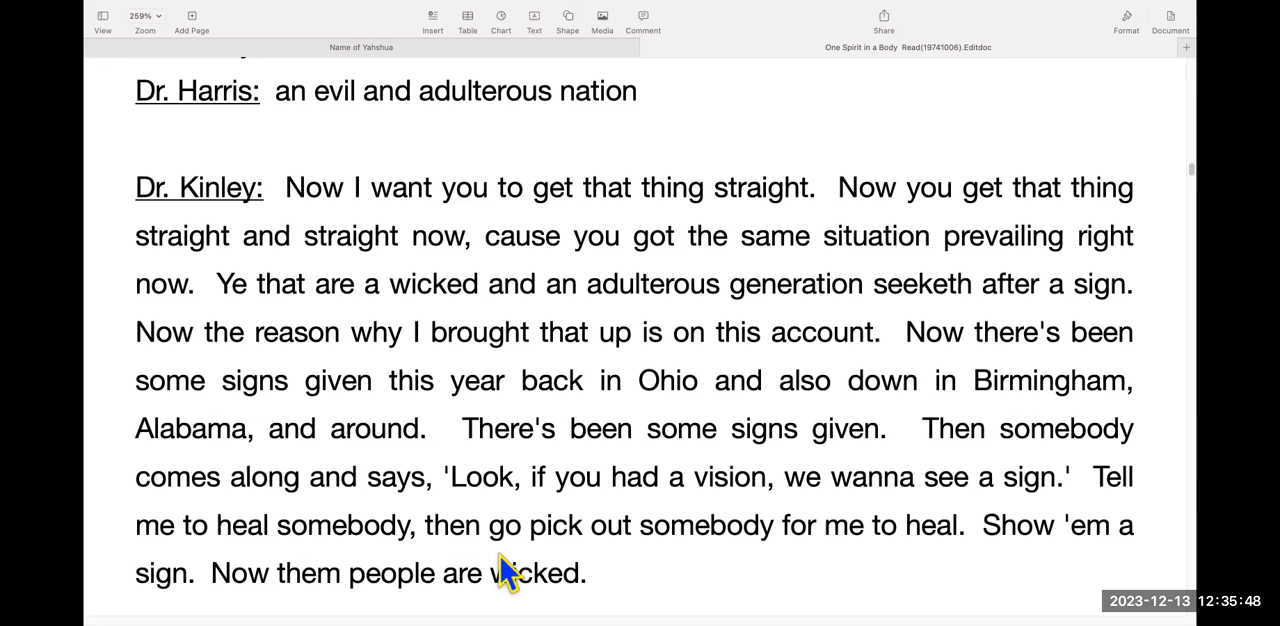 259%
View
Zoom
Add Page
Insert
Table
Chart
Text
Shape
Media
Comment
Share
Format
Document
Name of Yahshua
One Spirit in a Body Read(19741006).Editdoc
Dr. Harris: an evil and adulterous nation
Dr. Kinley: Now I want you to get that thing straight. Now you get that thing
straight and straight now, cause you got the same situation prevailing right
now. Ye that are a wicked and an adulterous generation seeketh after a sign.
Now the reason why I brought that up is on this account. Now there's been
some signs given this year back in Ohio and also down in Birmingham,
Alabama, and around. There's been some signs given. Then somebody
comes along and says, 'Look, if you had a vision, we wanna see a sign.' Tell
me to heal somebody, then go pick out somebody for me to heal. Show 'em a
sign. Now them people are wicked.
2023-12-13 12:35:48